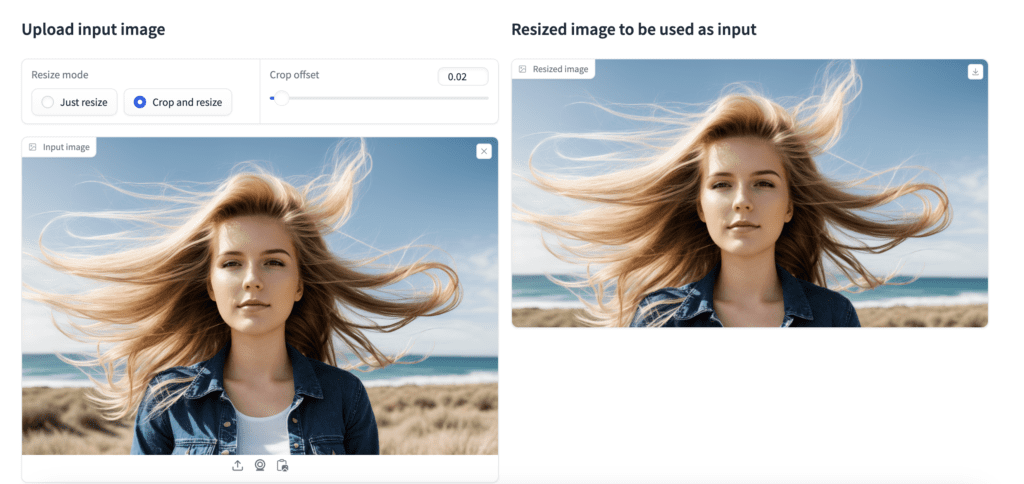 Upload input image
Resized image to be used as input
Resize mode
Just resize
Crop and resize
Crop offset
0.02
Input image
Resized image